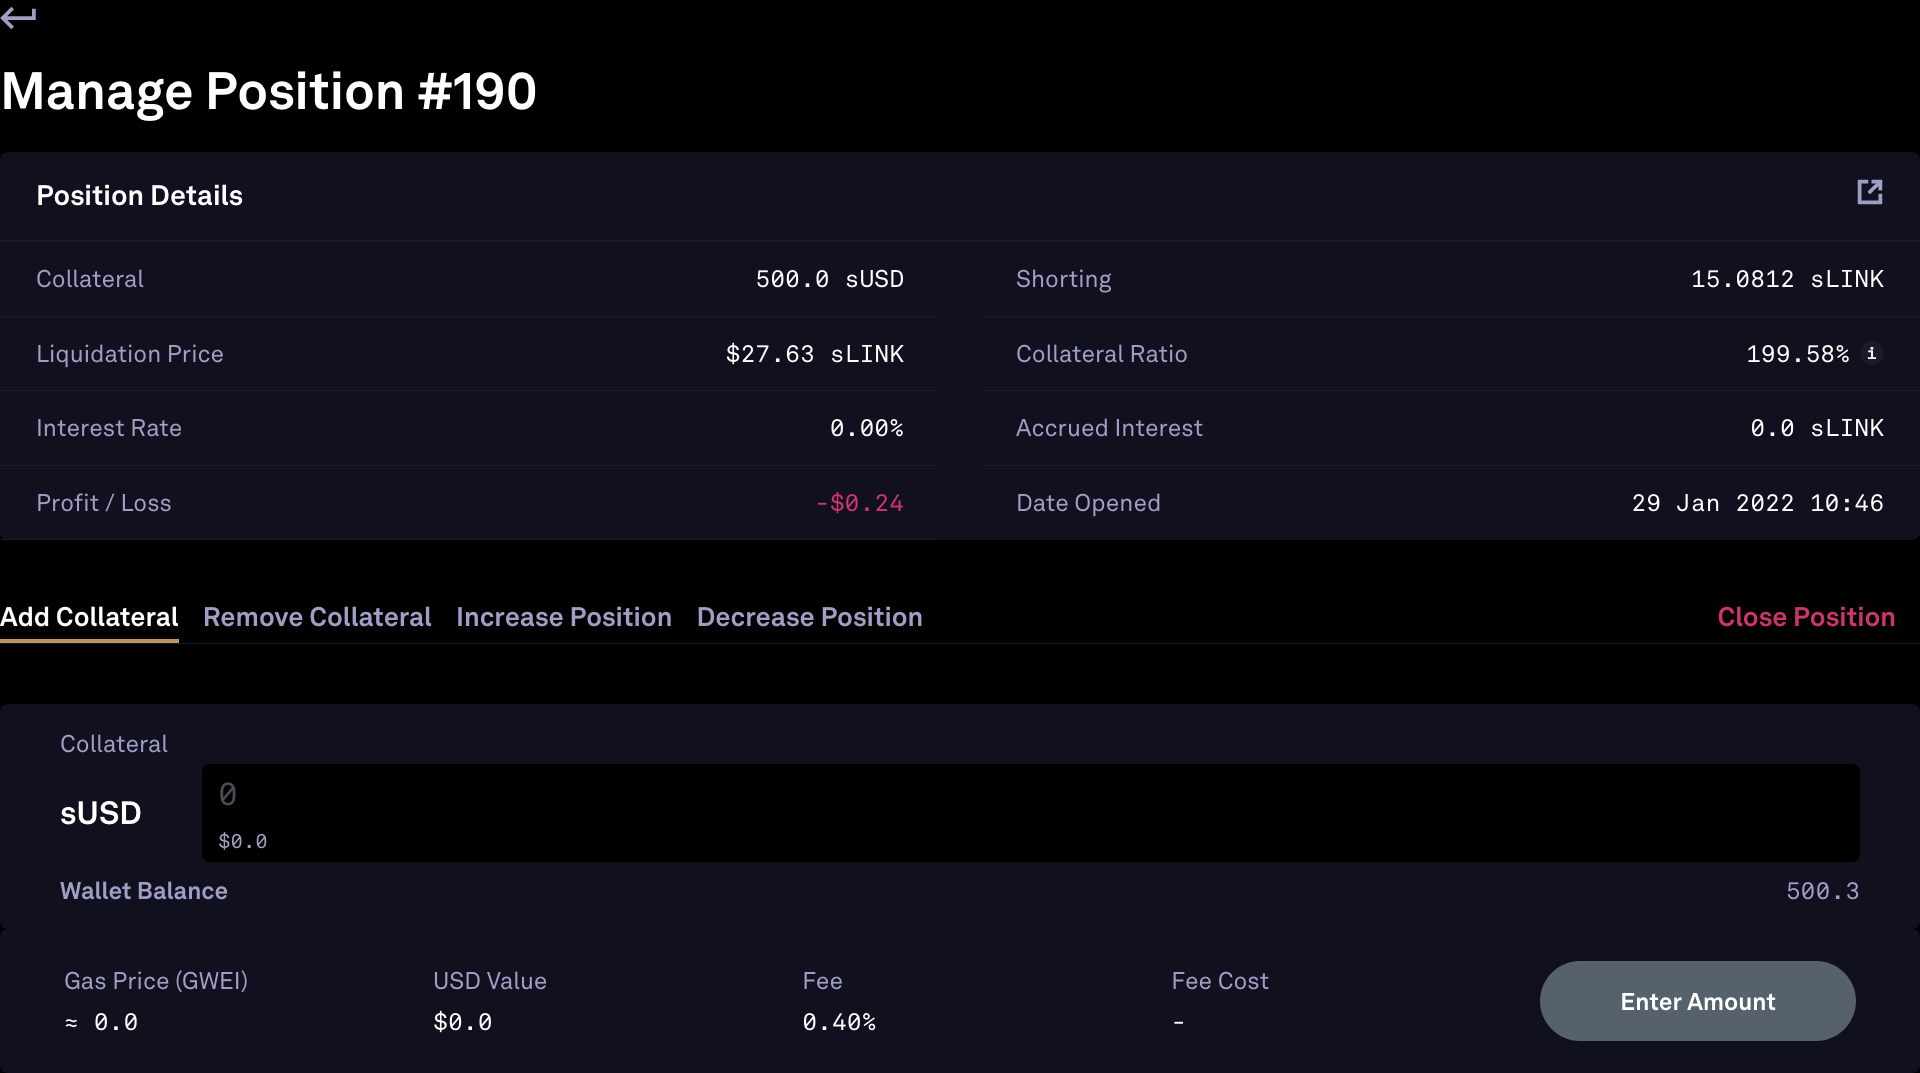 Manage Position #190
Position Details
Collateral 500.0 sUSD Shorting 15.0812 sLINK
Liquidation Price $27.63 sLINK Collateral Ratio 199.58% i
Interest Rate 0.00% Accrued Interest 0.0 sLINK
Profit / Loss -$0.24 Date Opened 29 Jan 2022 10:46
Add Collateral Remove Collateral Increase Position Decrease Position Close Position
Collateral
sUSD 0
$0.0
Wallet Balance 500.3
Gas Price (GWEI) USD Value Fee Fee Cost
≈ 0.0 $0.0 0.40% -
Enter Amount